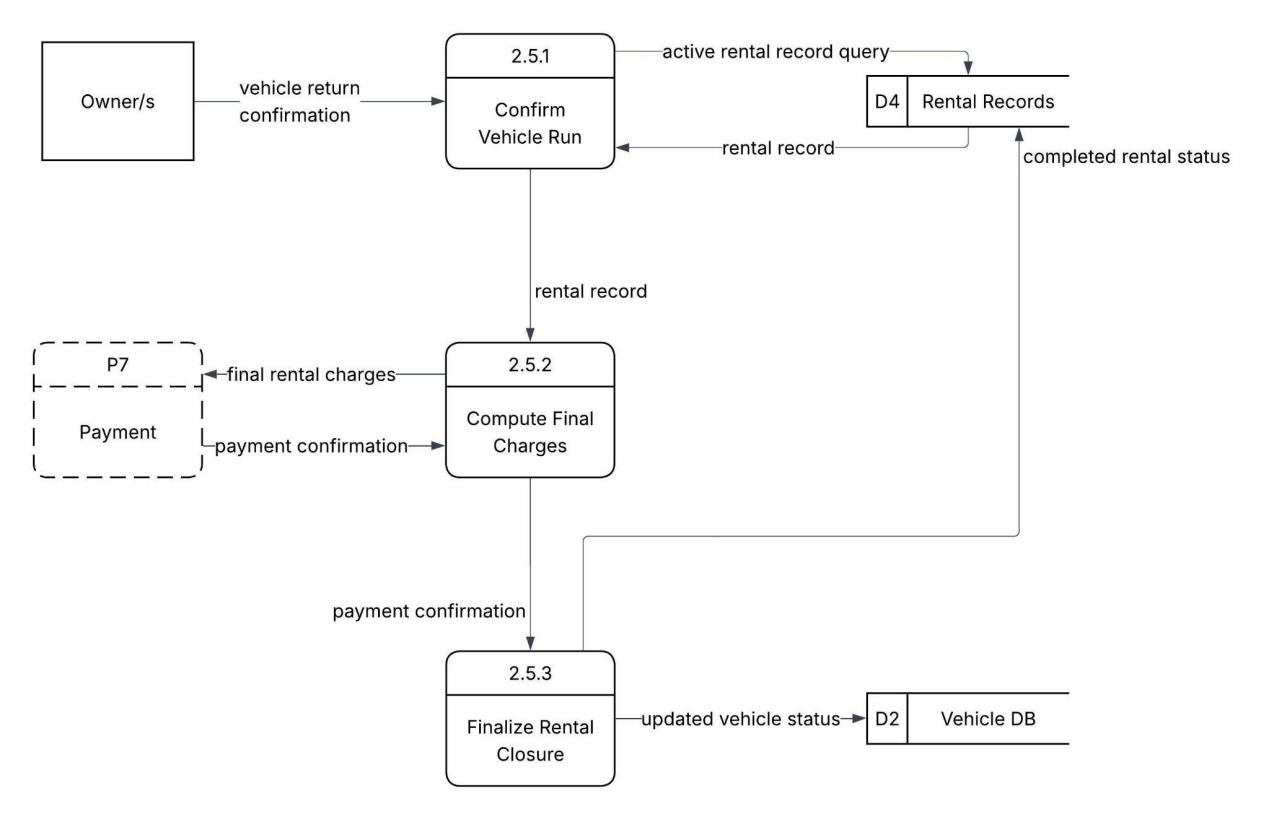 Owner/s
vehicle return
confirmation
2.5.1
Confirm
Vehicle Run
active rental record query
D4
Rental Records
rental record
completed rental status
rental record
P7
Payment
final rental charges
payment confirmation
2.5.2
Compute Final
Charges
payment confirmation
2.5.3
Finalize Rental
Closure
updated vehicle status
D2
Vehicle DB